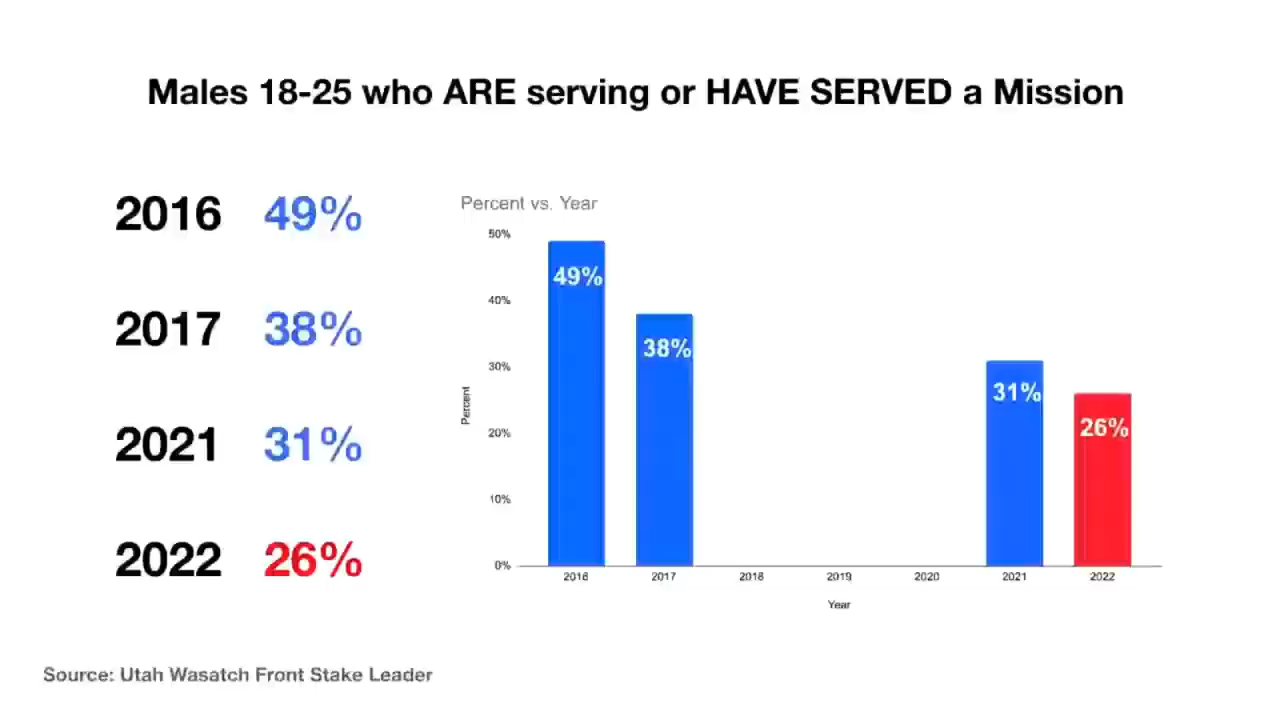 Males 18-25 who ARE serving or HAVE SERVED a Mission
2016 49%
2017 38%
2021 31%
2022 26%
Percent vs. Year
50%
40%
30%
20%
10%
0%
Percent
49%
38%
31%
26%
2016 2017 2018 2019 2020 2021 2022
Year
Source: Utah Wasatch Front Stake Leader